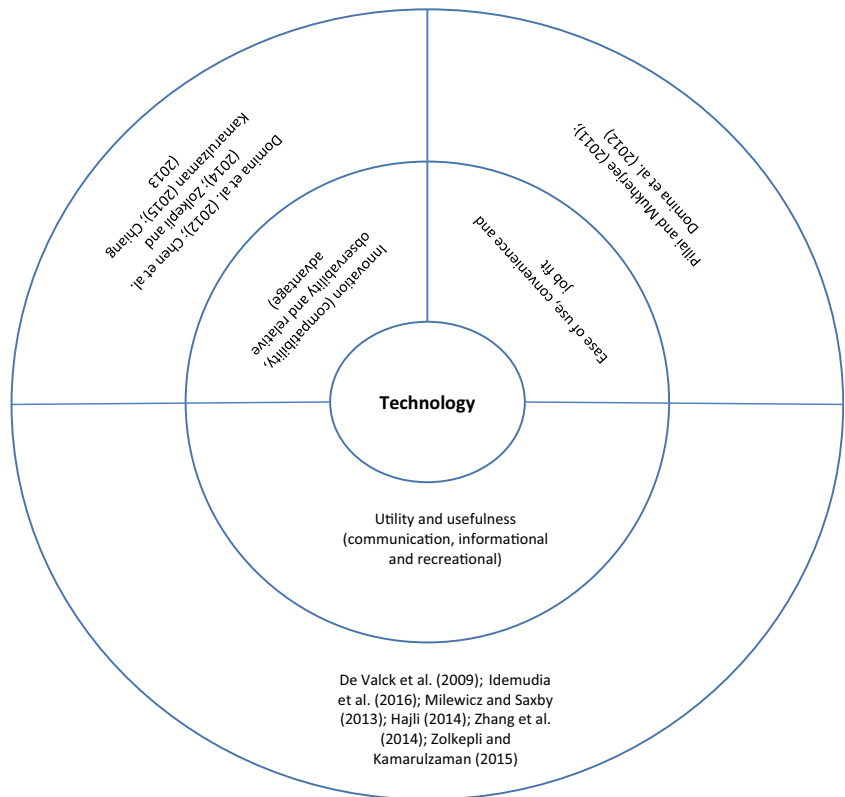 Domina et al. (2012); Chen et al.
(2014); Zolkepli and
Kamarulzaman (2015); Chiang
(2013
Pillai and Mukherjee (2011);
Domina et al. (2012)
Innovation (compatibility,
observability and relative
advantage)
Ease of use, convenience and
job fit
Technology
Utility and usefulness
(communication, informational
and recreational)
De Valck et al. (2009); Idemudia
et al. (2016); Milewicz and Saxby
(2013); Hajli (2014); Zhang et al.
(2014); Zolkepli and
Kamarulzaman (2015)